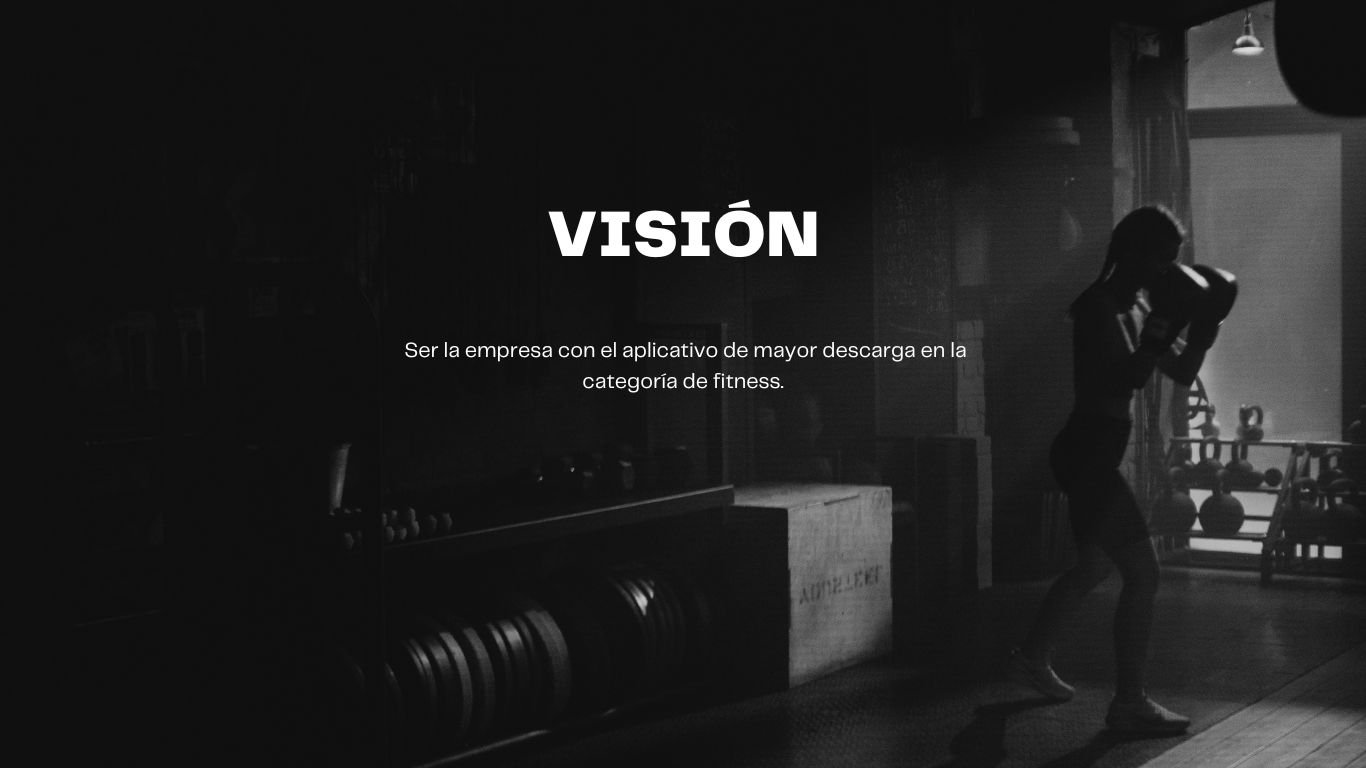 VISIÓN
Ser la empresa con el aplicativo de mayor descarga en la
categoría de fitness.